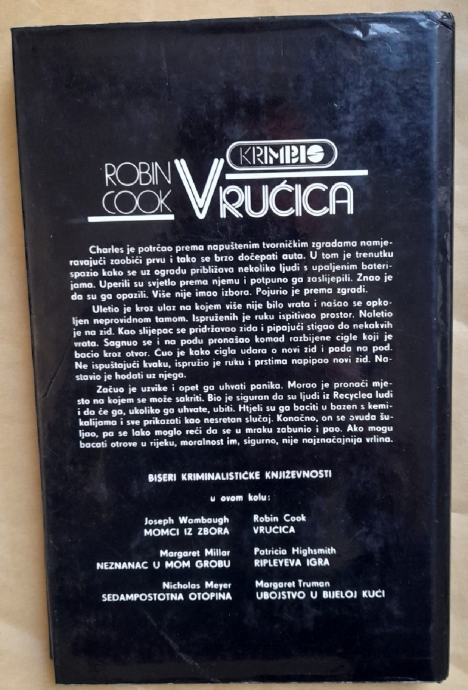 KRIMBIS
ROBIN
COOK
VRUĆICA
Charles je potrčao prema napuštenim tvorničkim zgradama namje-
ravajući zaobići prvu i tako se brzo dočepati auta. U tom je trenutku
spazio kako se uz ogradu približava nekoliko ljudi s upaljenim bateri-
jama. Uperili su svjetlo prema njemu i potpuno ga zaslijepili. Znao je
da su ga opazili. Više nije imao izbora. Pojurio je prema zgradi.
Uletio je kroz ulaz na kojem više nije bilo vrata i našao se opko-
ljen neprovidnom tamom. Ispruženih je ruku ispitivao prostor. Naletio
je na zid. Kao slijepac se pridržavao zida i pipajući stigao do nekakvih
vrata. Sagnuo se i na podu pronašao komad razbijene cigle koji je
bacio kroz otvor. Čuo je kako cigla udara o novi zid i pada na pod.
Ne ispuštajući kvaku, ispružio je ruku i prstima napipao novi zid. Na-
stavio je hodati uz njega.
Začuo je uzvike i opet ga uhvati panika. Morao je pronaći mje-
sto na kojem se može sakriti. Bio je siguran da su ljudi iz Recyclea ludi
i da će ga, ukoliko ga uhvate, ubiti. Htjeli su ga baciti u bazen s kemi-
kalijama i sve prikazati kao nesretan slučaj. Konačno, on se ovuda šu-
ljao, pa se lako moglo reći da se u mraku zabunio i pao. Ako mogu
bacati otrove u rijeku, moralnost im, sigurno, nije najznačajnija vrlina.
BISERI KRIMINALISTIČKE KNJIŽEVNOSTI
u ovom kolu:
Joseph Wambaugh
MOMCI IZ ZBORA
Robin Cook
VRUĆICA
Margaret Millar
NEZNANAC U MOM GROBU
Patricia Highsmith
RIPLEYEVA IGRA
Nicholas Meyer
SEDAMPOSTOTNA OTOPINA
Margaret Truman
UBOJSTVO U BIJELOJ KUĆI